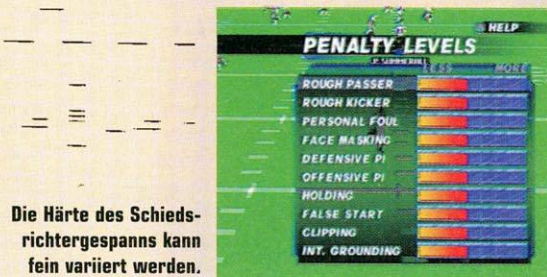 HELP
PENALTY LEVELS
P. SUMMERALL
LESS MORE
ROUGH PASSER
ROUGH KICKER
PERSONAL FOUL
FACE MASKING
DEFENSIVE PI
OFFENSIVE PI
HOLDING
FALSE START
CLIPPING
INT. GROUNDING
Die Härte des Schieds-
richtergespanns kann
fein variiert werden.